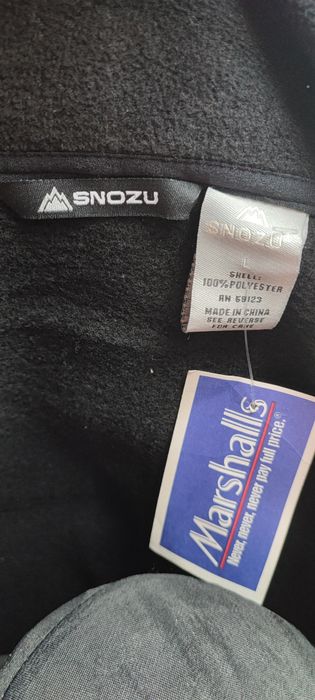 SNOZU
SNOZU
L
SHELL:
100% POLYESTER
RN 69123
MADE IN CHINA
SEE REVERSE
FOR CARE
Marshalls
Never, never, never pay full price.®